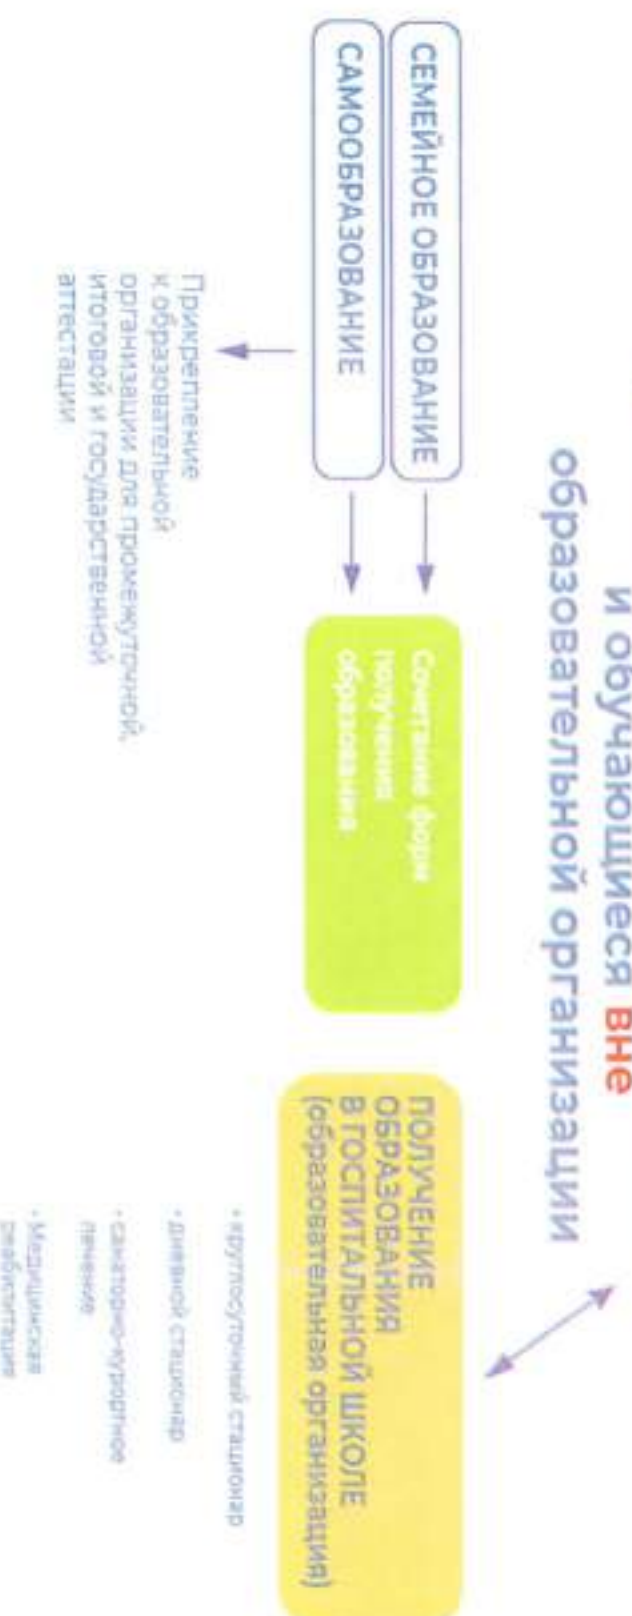 и обучающиеся вне
образовательной организации
СЕМЕЙНОЕ ОБРАЗОВАНИЕ
САМООБРАЗОВАНИЕ
Прикрепление
к образовательной
организации для промежуточной,
итоговой и государственной
аттестации
Сочетание форм
получения
образования
ПОЛУЧЕНИЕ
ОБРАЗОВАНИЯ
В ГОСПИТАЛЬНОЙ ШКОЛЕ
(образовательная организация)
• круглосуточный стационар
• дневной стационар
• санаторно-курортное
лечение
• Медицинская
реабилитация